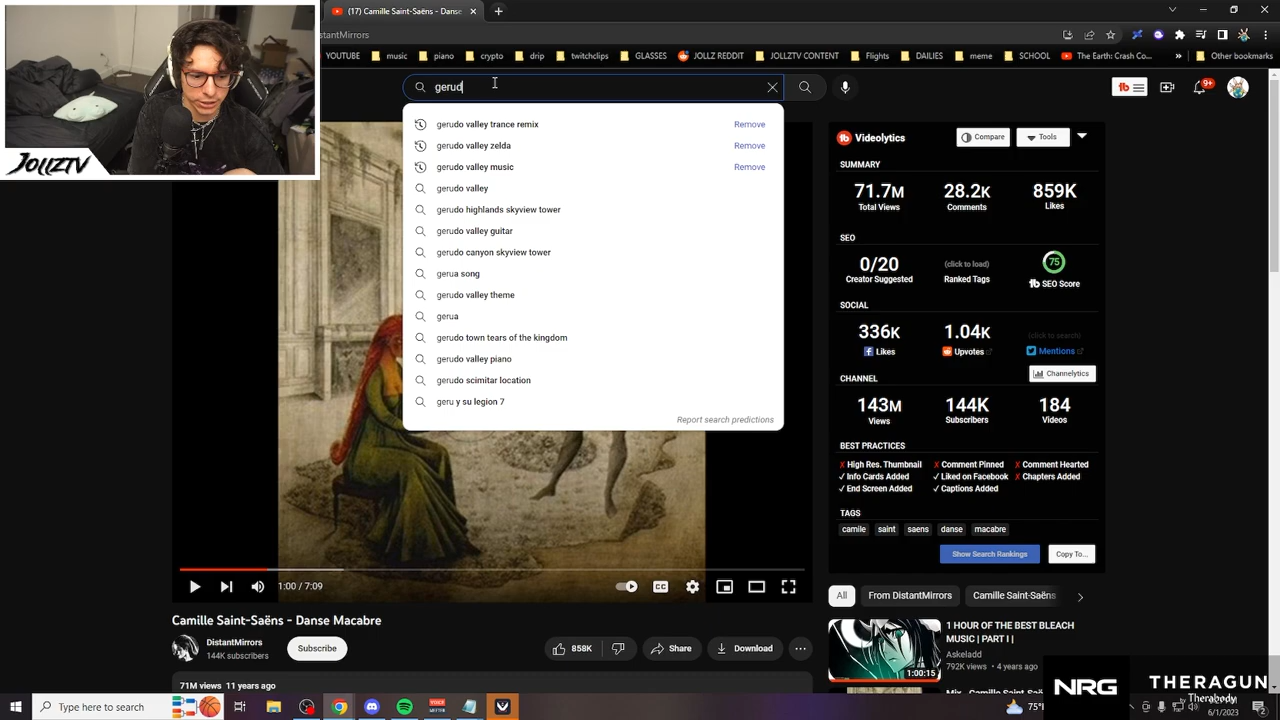 (17) Camille Saint-Saëns - Danse
stantMirrors
YOUTUBE music piano crypto drip twitchclips GLASSES JOLLZ REDDIT JOLLZTV CONTENT Flights DAILIES meme SCHOOL The Earth: Crash Co... » Other bookmarks
gerud
tb 9+
JOLLZTV
gerudo valley trance remix Remove
gerudo valley zelda Remove
gerudo valley music Remove
gerudo valley
gerudo highlands skyview tower
gerudo valley guitar
gerudo canyon skyview tower
gerua song
gerudo valley theme
gerua
gerudo town tears of the kingdom
gerudo valley piano
gerudo scimitar location
geru y su legion 7
Report search predictions
tb Videolytics Compare Tools
SUMMARY
71.7M 28.2K 859K
Total Views Comments Likes
SEO
0/20 (click to load) 75
Creator Suggested Ranked Tags tb SEO Score
SOCIAL
336K 1.04K (click to search)
Likes Upvotes Mentions
CHANNEL Channelytics
143M 144K 184
Views Subscribers Videos
BEST PRACTICES
✗ High Res. Thumbnail ✗ Comment Pinned ✗ Comment Hearted
✓ Info Cards Added ✓ Liked on Facebook ✗ Chapters Added
✓ End Screen Added ✓ Captions Added
TAGS
camile saint saens danse macabre
Show Search Rankings Copy To...
1:00 / 7:09 CC
All From DistantMirrors Camille Saint-Saëns
Camille Saint-Saëns - Danse Macabre
DistantMirrors
144K subscribers
Subscribe
858K Share Download
71M views 11 years ago
1 HOUR OF THE BEST BLEACH
MUSIC | PART I |
Askeladd
792K views • 4 years ago
1:00:15
Type here to search
75°F
NRG
THERAGUN
Therabody
6/1/2023